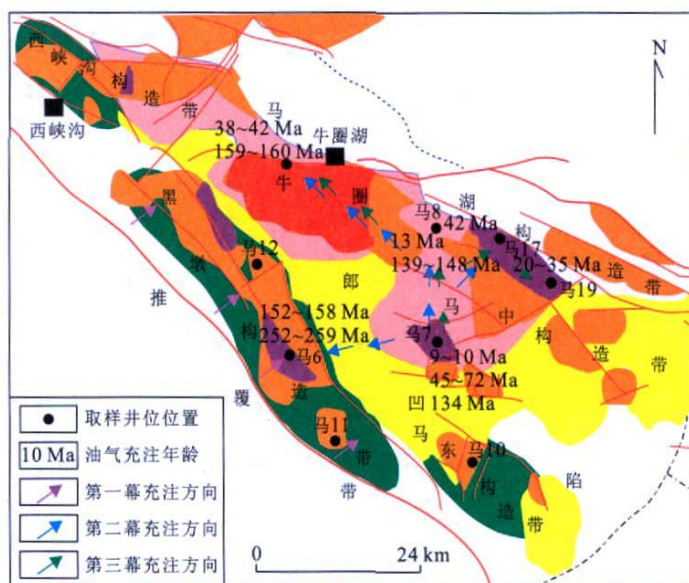 N
西峡沟构造带
西峡沟
马
38~42 Ma
牛圈湖
159~160 Ma
牛圈湖构造带
黑墩构造带
马8
42 Ma
马17
13 Ma
139~148 Ma
20~35 Ma
马19
马12
郎
马中构造带
推覆带
152~158 Ma
252~259 Ma
马6
马7
9~10 Ma
45~72 Ma
凹 134 Ma
马11
马东构造带
马10
陷
取样井位位置
10 Ma 油气充注年龄
第一幕充注方向
第二幕充注方向
第三幕充注方向
0
24 km